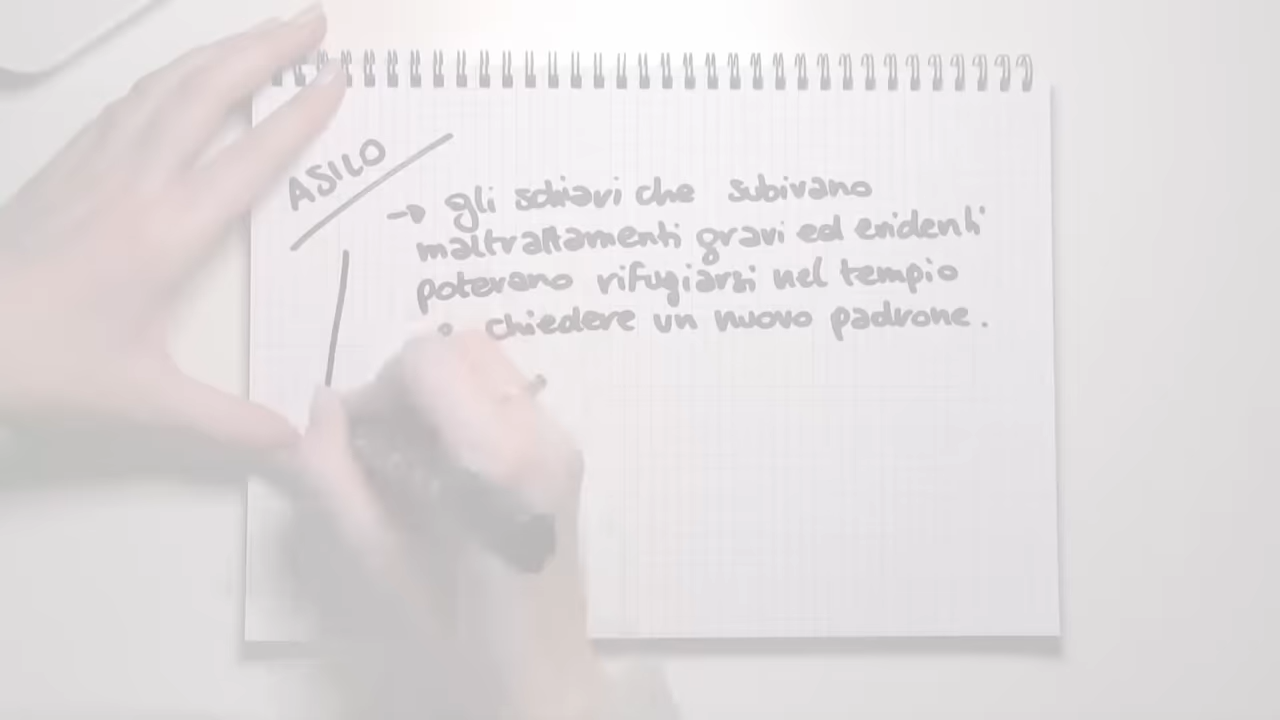 ASILO
→ gli schiavi che subivano
maltrattamenti gravi ed evidenti
potevano rifugiarsi nel tempio
e chiedere un nuovo padrone.